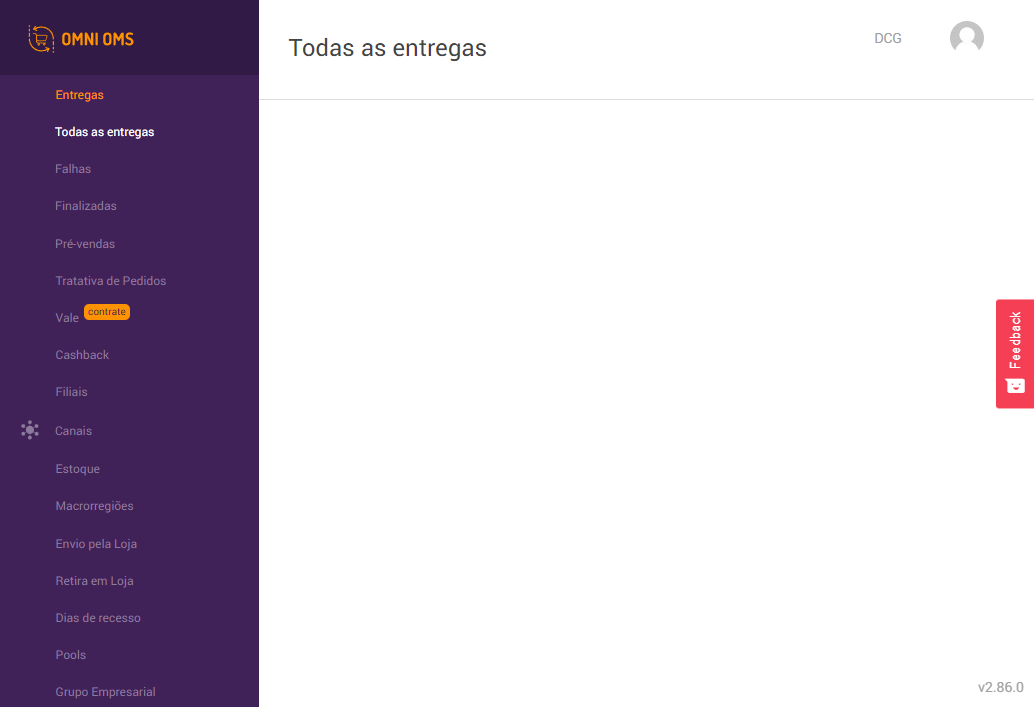 OMNI OMS
Entregas
Todas as entregas
Falhas
Finalizadas
Pré-vendas
Tratativa de Pedidos
Vale contrate
Cashback
Filiais
Canais
Estoque
Macrorregiões
Envio pela Loja
Retira em Loja
Dias de recesso
Pools
Grupo Empresarial
Todas as entregas
DCG
Feedback
v2.86.0